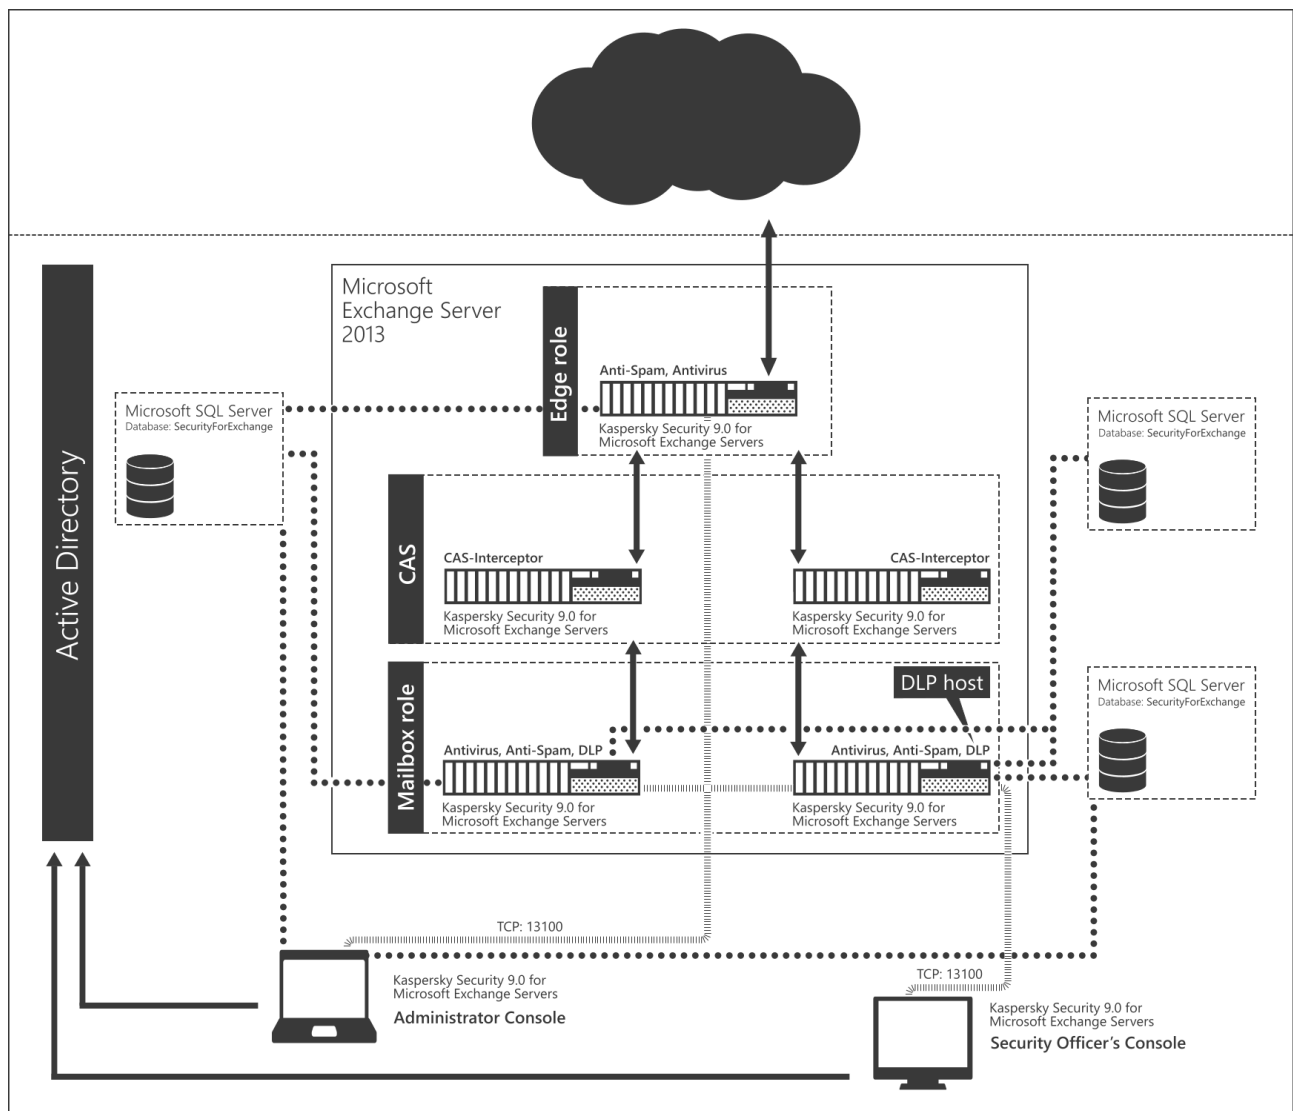 Microsoft
Exchange Server
2013
Edge role
Anti-Spam, Antivirus
Kaspersky Security 9.0 for
Microsoft Exchange Servers
Active Directory
Microsoft SQL Server
Database: SecurityForExchange
Microsoft SQL Server
Database: SecurityForExchange
CAS
CAS-Interceptor
Kaspersky Security 9.0 for
Microsoft Exchange Servers
CAS-Interceptor
Kaspersky Security 9.0 for
Microsoft Exchange Servers
Mailbox role
DLP host
Antivirus, Anti-Spam, DLP
Kaspersky Security 9.0 for
Microsoft Exchange Servers
Antivirus, Anti-Spam, DLP
Kaspersky Security 9.0 for
Microsoft Exchange Servers
Microsoft SQL Server
Database: SecurityForExchange
TCP: 13100
Kaspersky Security 9.0 for
Microsoft Exchange Servers
Administrator Console
TCP: 13100
Kaspersky Security 9.0 for
Microsoft Exchange Servers
Security Officer's Console